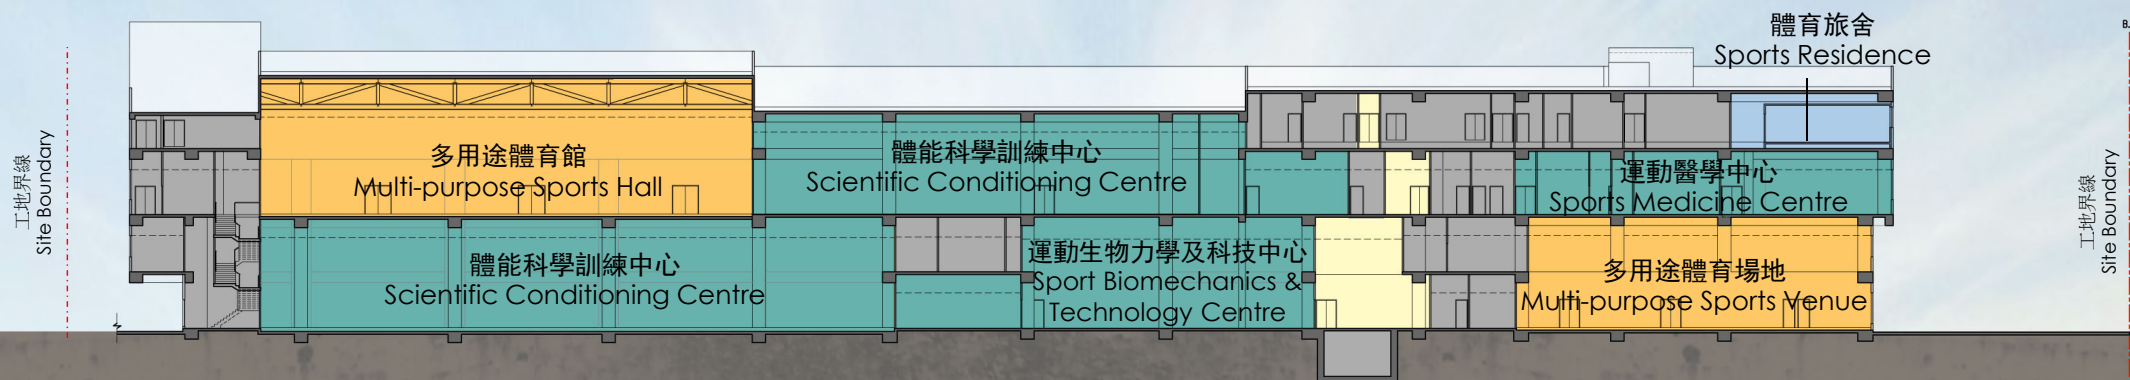 體育旅舍
Sports Residence
B.
工地界線
Site Boundary
多用途體育館
Multi-purpose Sports Hall
體能科學訓練中心
Scientific Conditioning Centre
運動醫學中心
Sports Medicine Centre
體能科學訓練中心
Scientific Conditioning Centre
運動生物力學及科技中心
Sport Biomechanics &
Technology Centre
多用途體育場地
Multi-purpose Sports Venue
工地界線
Site Boundary